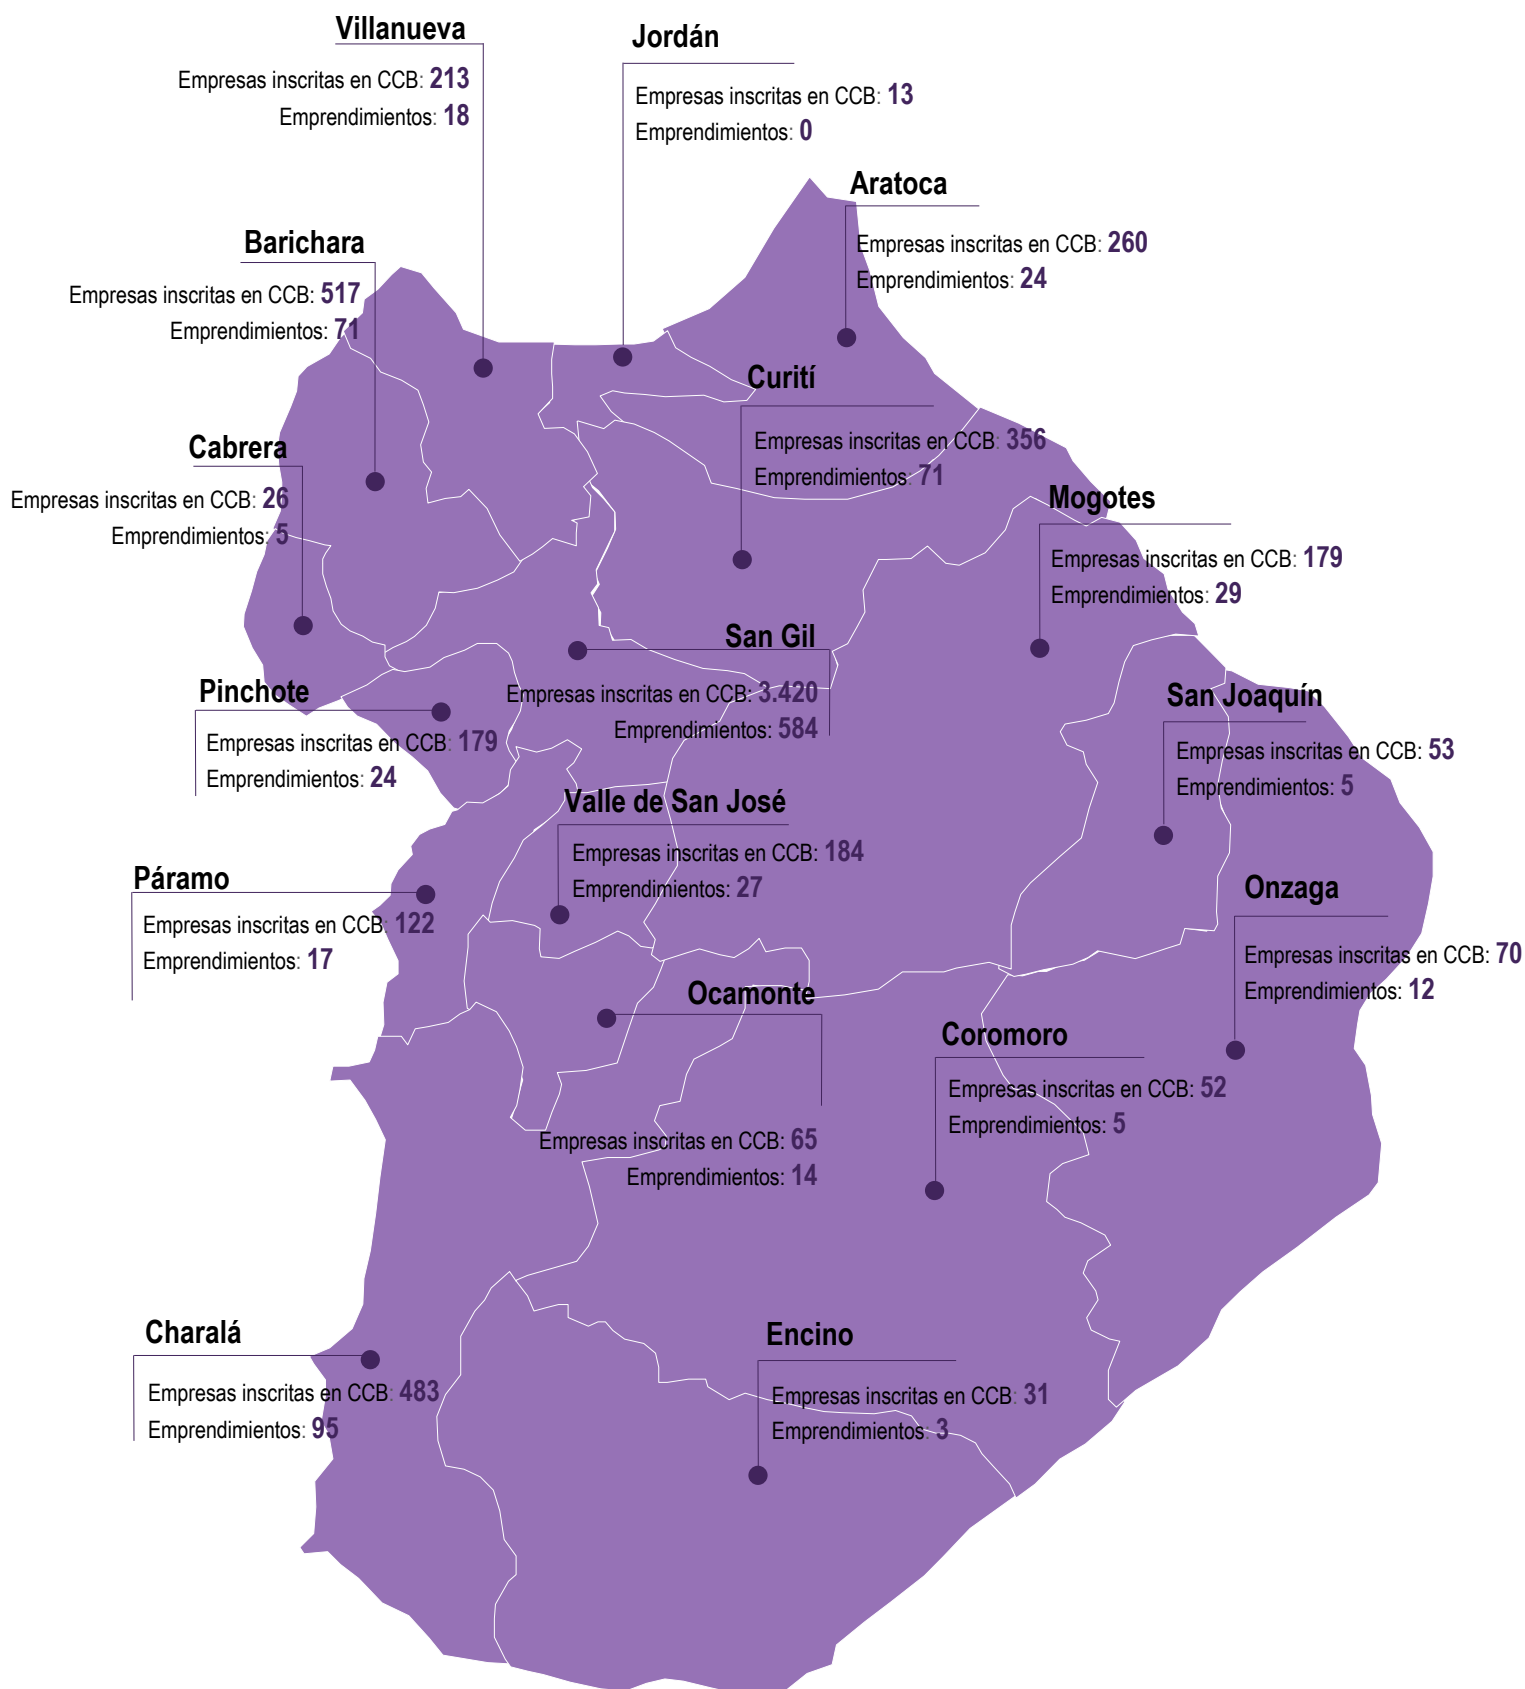 Villanueva
Empresas inscritas en CCB: 213
Emprendimientos: 18
Jordán
Empresas inscritas en CCB: 13
Emprendimientos: 0
Aratoca
Empresas inscritas en CCB: 260
Emprendimientos: 24
Barichara
Empresas inscritas en CCB: 517
Emprendimientos: 71
Curití
Empresas inscritas en CCB: 356
Emprendimientos: 71
Cabrera
Empresas inscritas en CCB: 26
Emprendimientos: 5
Mogotes
Empresas inscritas en CCB: 179
Emprendimientos: 29
San Gil
Empresas inscritas en CCB: 3.420
Emprendimientos: 584
Pinchote
Empresas inscritas en CCB: 179
Emprendimientos: 24
San Joaquín
Empresas inscritas en CCB: 53
Emprendimientos: 5
Valle de San José
Empresas inscritas en CCB: 184
Emprendimientos: 27
Páramo
Empresas inscritas en CCB: 122
Emprendimientos: 17
Onzaga
Empresas inscritas en CCB: 70
Emprendimientos: 12
Ocamonte
Empresas inscritas en CCB: 65
Emprendimientos: 14
Coromoro
Empresas inscritas en CCB: 52
Emprendimientos: 5
Charalá
Empresas inscritas en CCB: 483
Emprendimientos: 95
Encino
Empresas inscritas en CCB: 31
Emprendimientos: 3